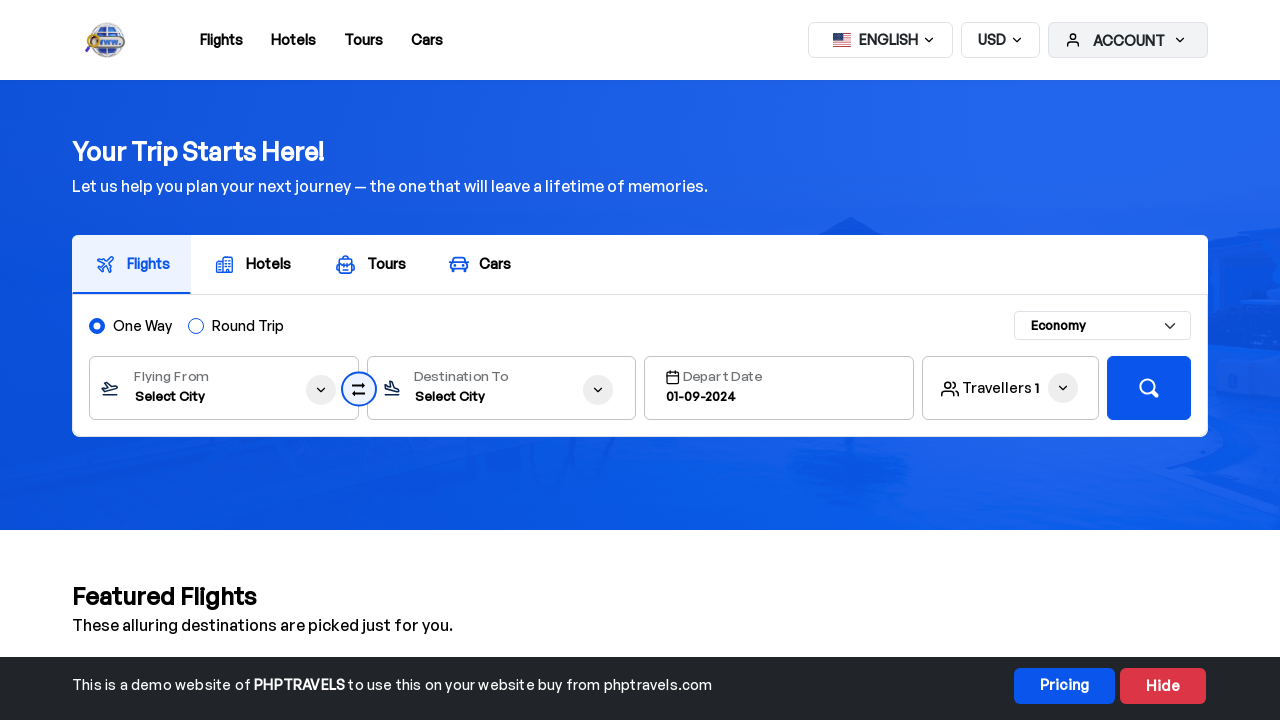 www.
Flights Hotels Tours Cars ENGLISH USD ACCOUNT
Your Trip Starts Here!
Let us help you plan your next journey — the one that will leave a lifetime of memories.
Flights Hotels Tours Cars
One Way Round Trip Economy
Flying From Destination To Depart Date
Select City Select City 01-09-2024 Travellers 1
Featured Flights
These alluring destinations are picked just for you.
This is a demo website of PHPTRAVELS to use this on your website buy from phptravels.com Pricing Hide